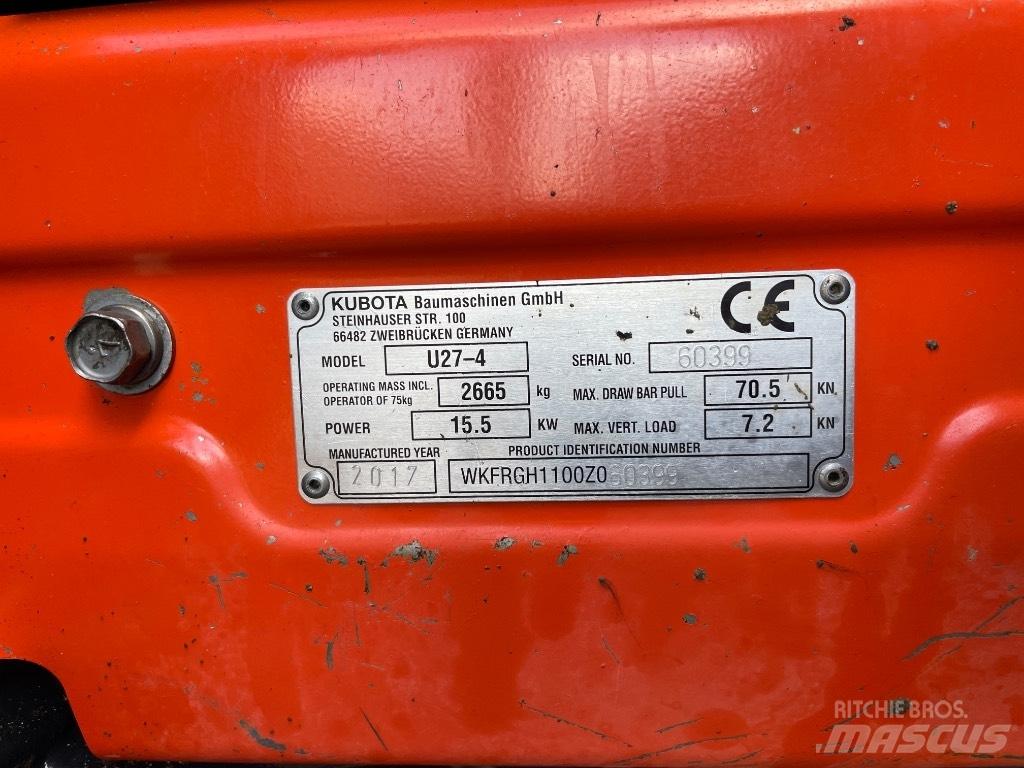 KUBOTA Baumaschinen GmbH CE
STEINHAUSER STR. 100
66482 ZWEIBRÜCKEN GERMANY
MODEL U27-4 SERIAL NO. 60399
OPERATING MASS INCL.
OPERATOR OF 75kg 2665 kg MAX. DRAW BAR PULL 70.5 KN
POWER 15.5 KW MAX. VERT. LOAD 7.2 KN
MANUFACTURED YEAR PRODUCT IDENTIFICATION NUMBER
2017 WKFRGH1100Z060399
RITCHIE BROS.
MASCUS